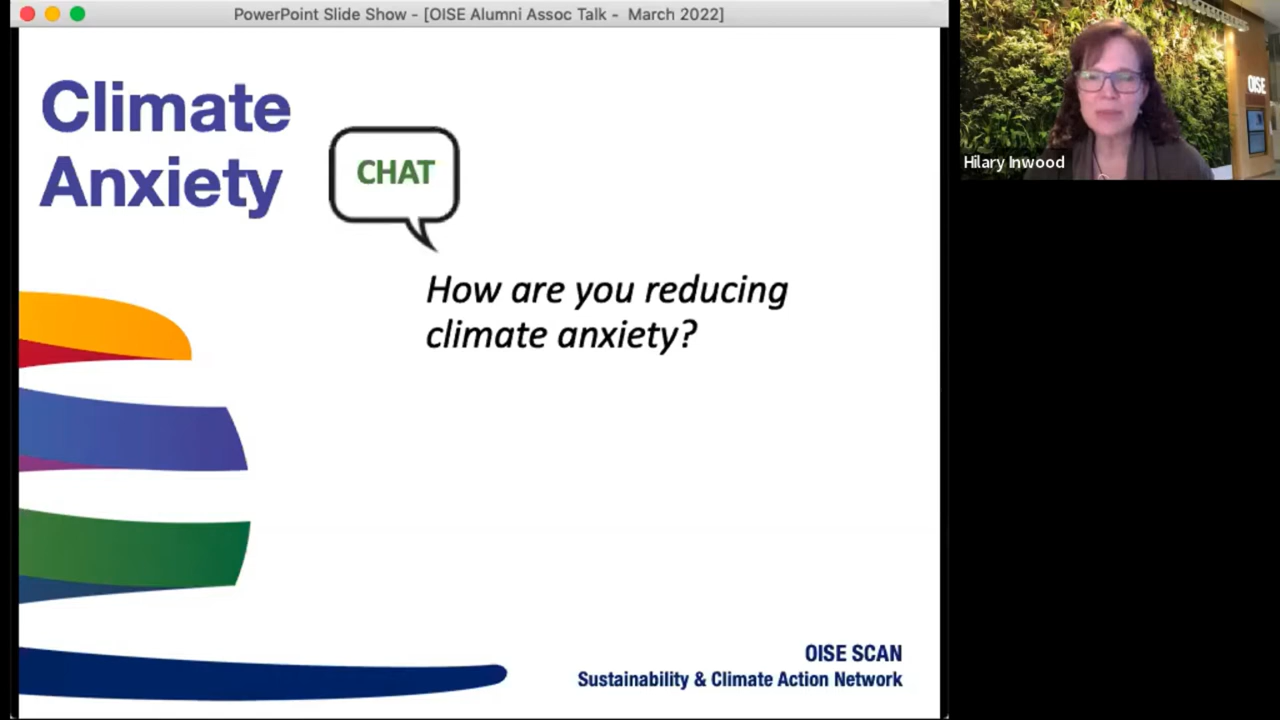 PowerPoint Slide Show - [OISE Alumni Assoc Talk - March 2022]
Climate
Anxiety
CHAT
How are you reducing
climate anxiety?
OISE SCAN
Sustainability & Climate Action Network
OISE
Hilary Inwood